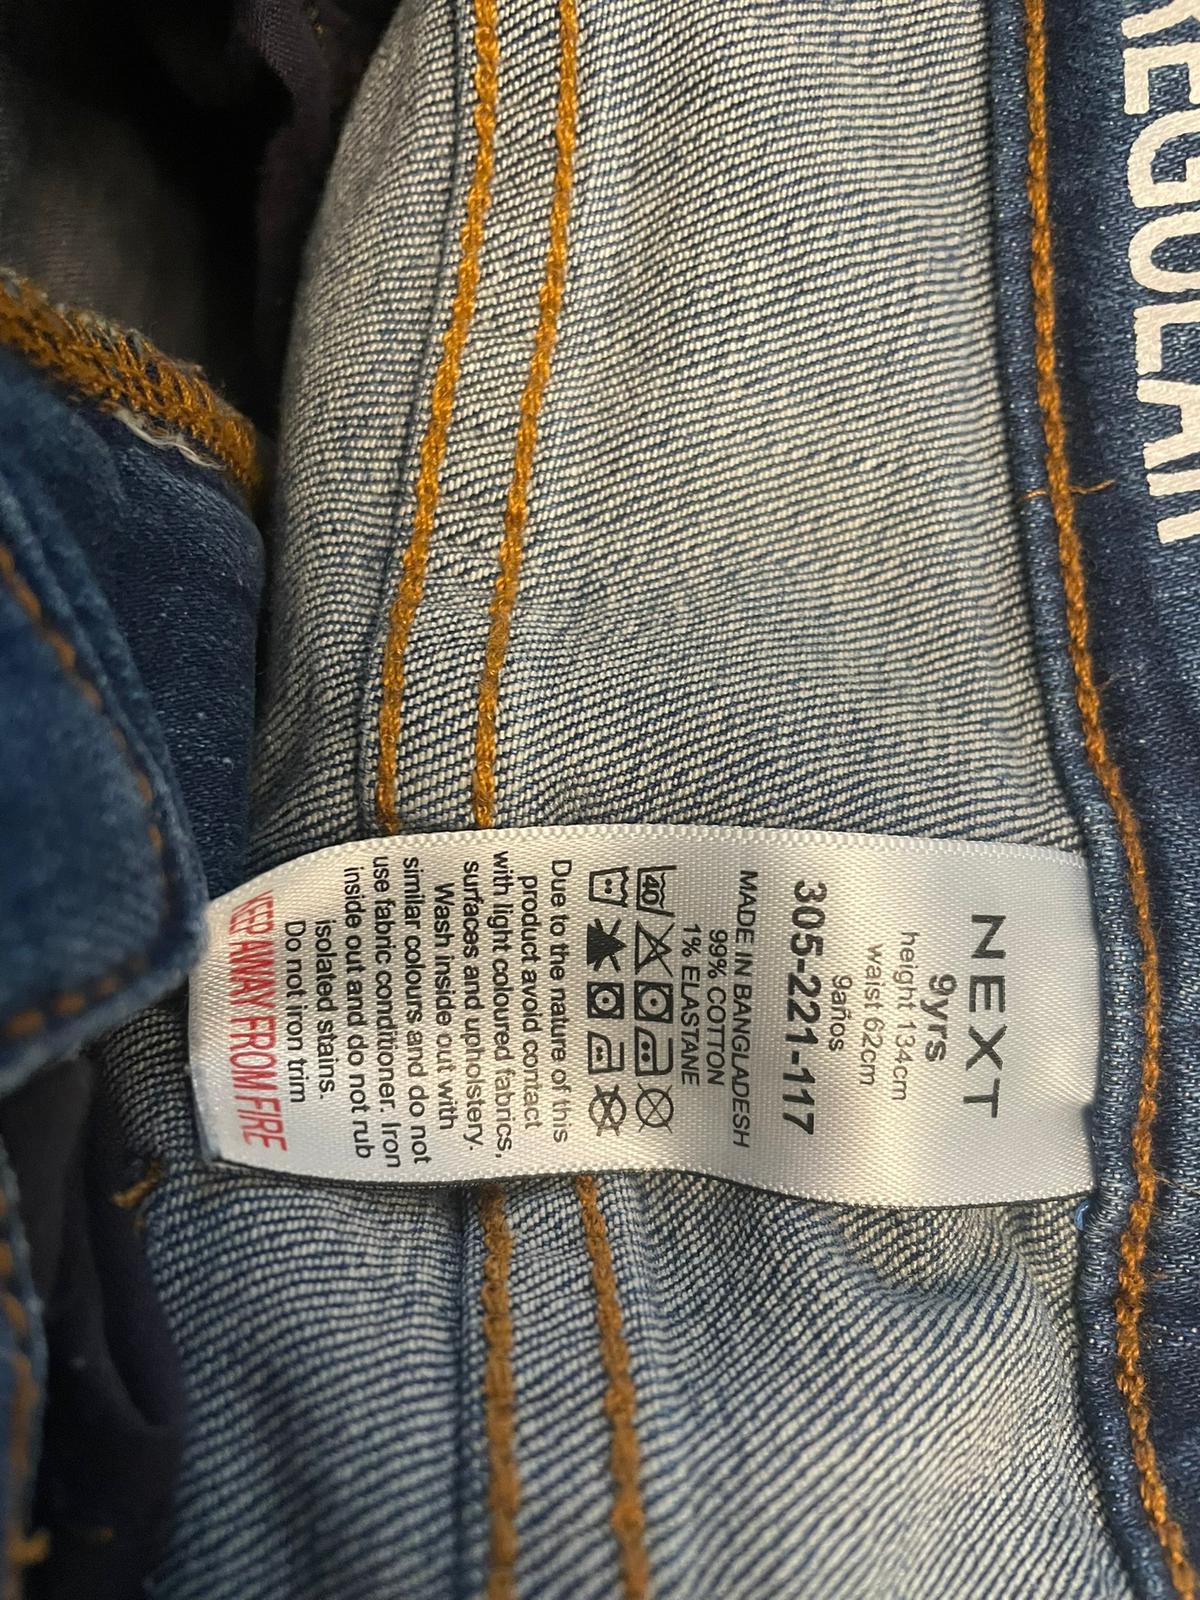 REGULAR
NEXT
9yrs
height 134cm
waist 62cm
9años
305-221-117
MADE IN BANGLADESH
99% COTTON
1% ELASTANE
40
Due to the nature of this
product avoid contact
with light coloured fabrics,
surfaces and upholstery.
Wash inside out with
similar colours and do not
use fabric conditioner. Iron
inside out and do not rub
isolated stains.
Do not iron trim
KEEP AWAY FROM FIRE